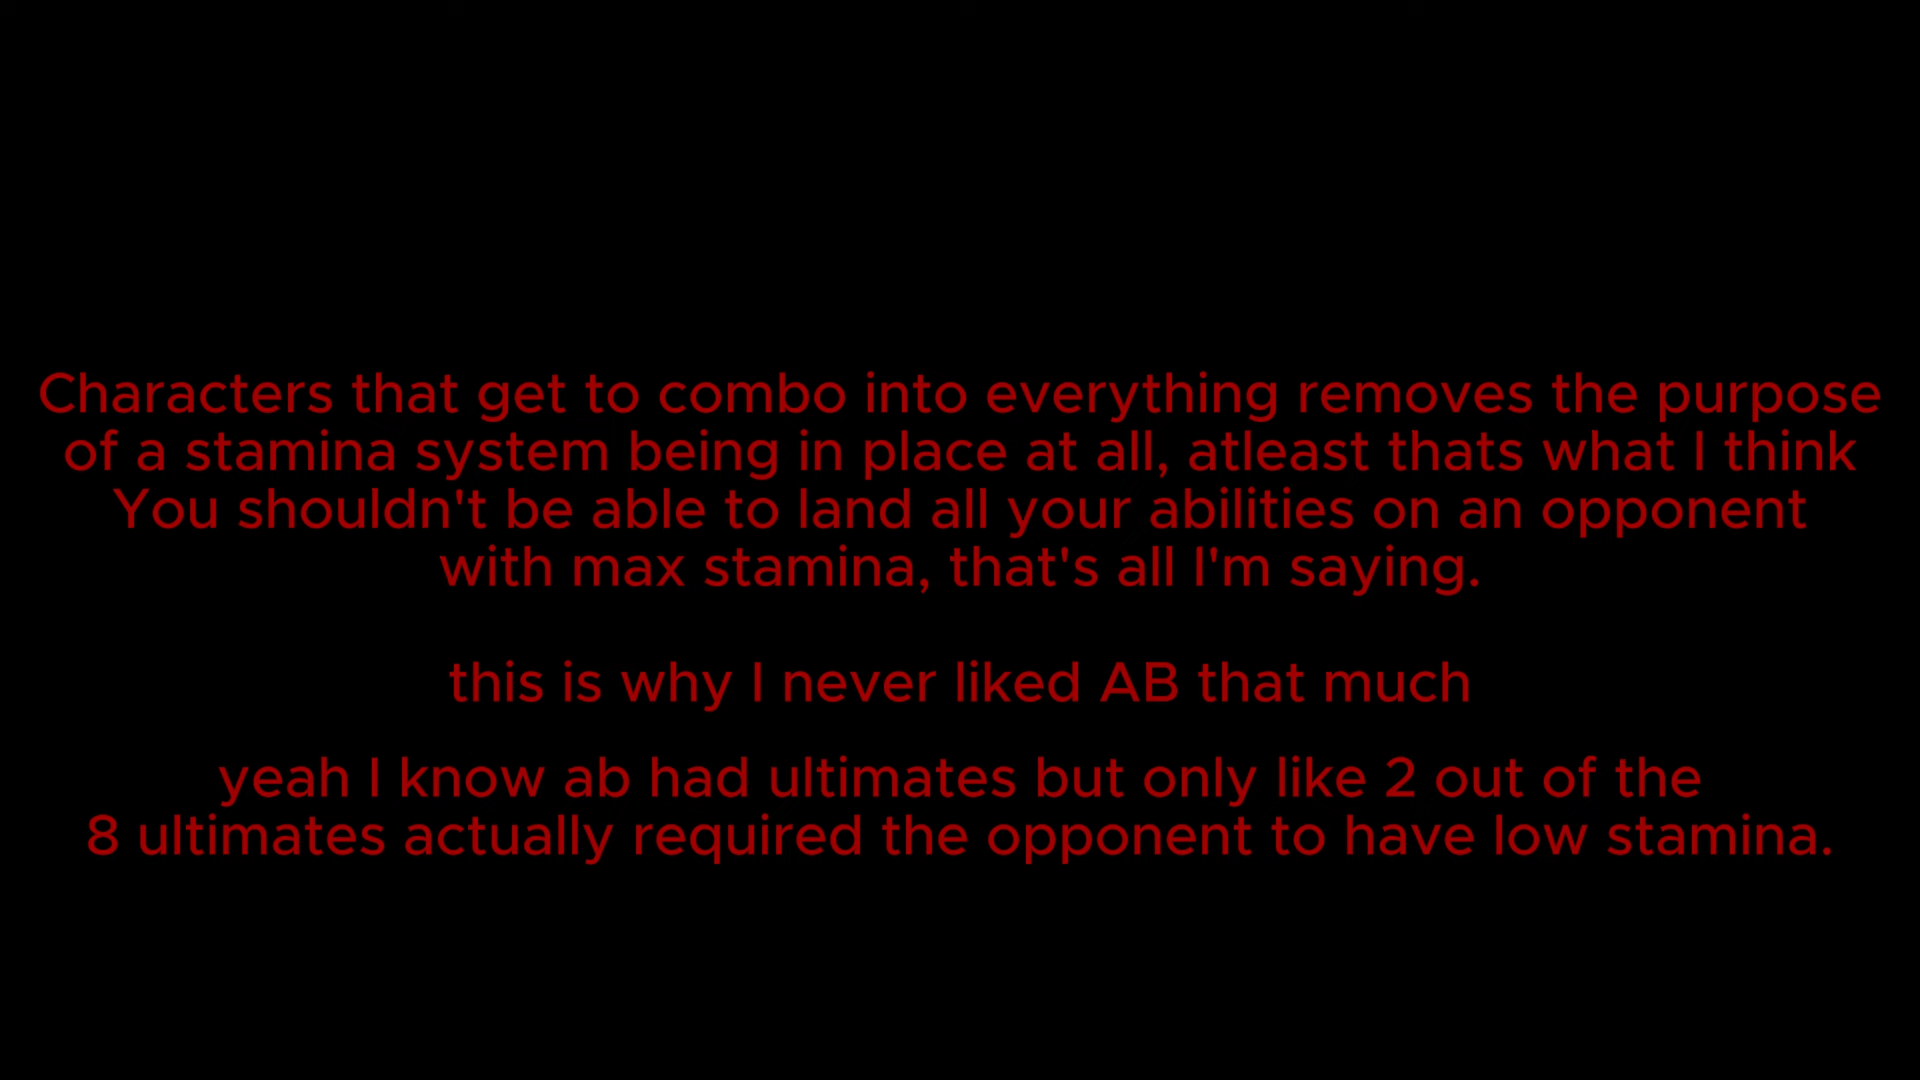 Characters that get to combo into everything removes the purpose
of a stamina system being in place at all, atleast thats what I think
You shouldn't be able to land all your abilities on an opponent
with max stamina, that's all I'm saying.
this is why I never liked AB that much
yeah I know ab had ultimates but only like 2 out of the
8 ultimates actually required the opponent to have low stamina.